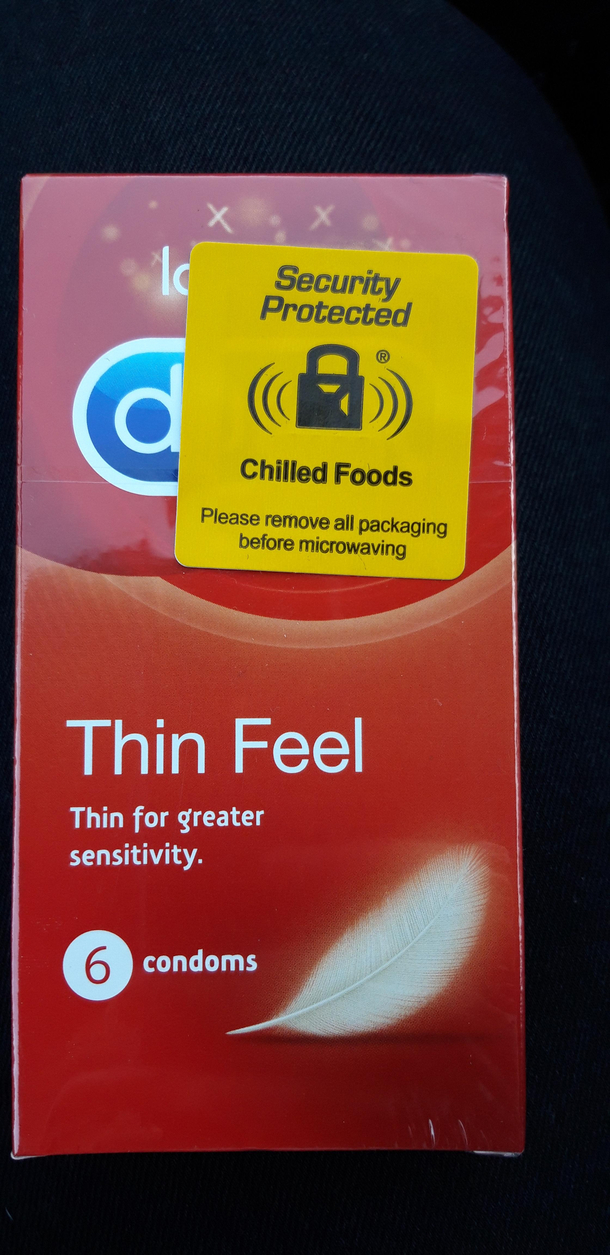 Security
Protected
®
Chilled Foods
Please remove all packaging
before microwaving
Thin Feel
Thin for greater
sensitivity.
6 condoms